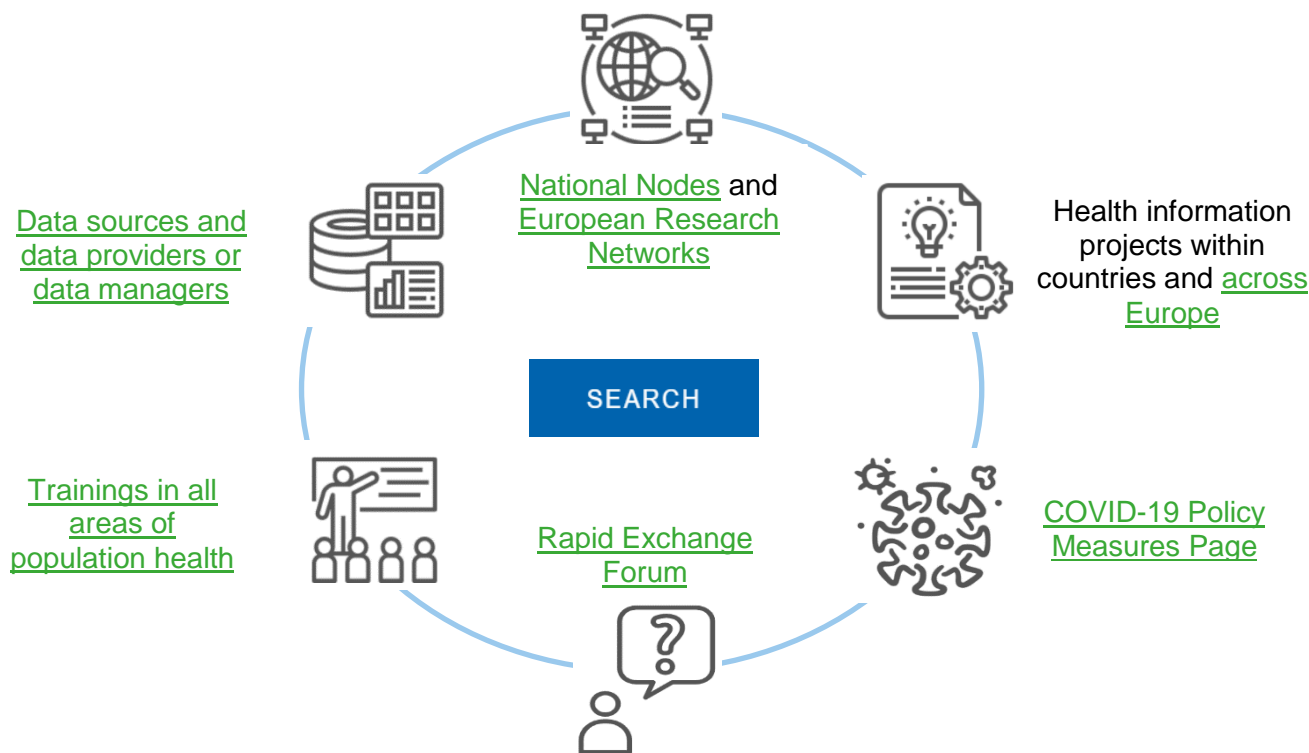 National Nodes and
European Research
Networks
Data sources and
data providers or
data managers
Health information
projects within
countries and across
Europe
SEARCH
Trainings in all
areas of
population health
Rapid Exchange
Forum
COVID-19 Policy
Measures Page
?